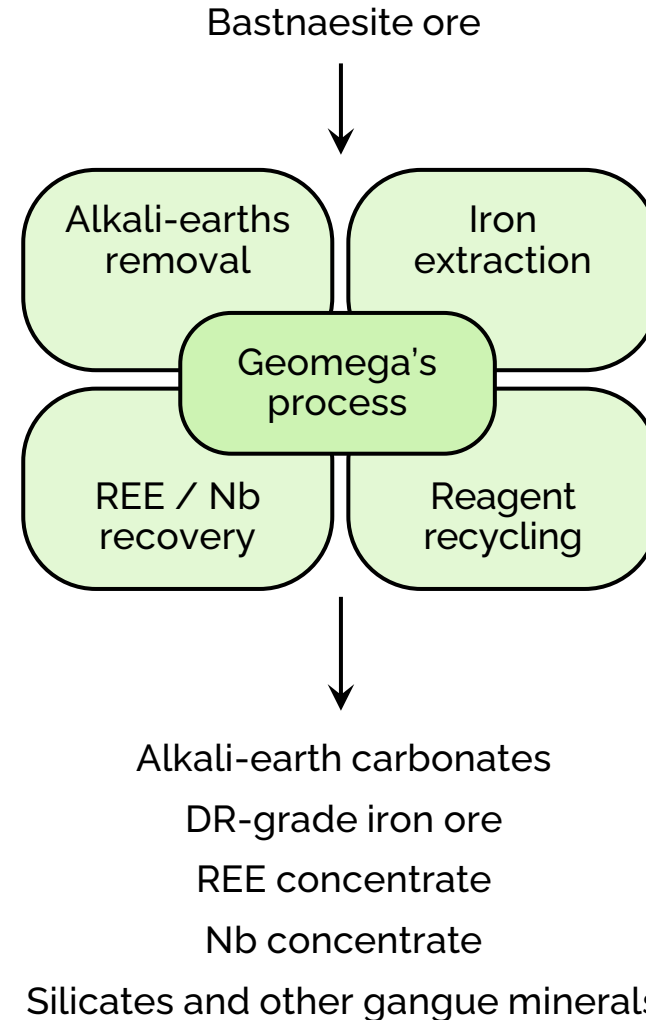 Bastnaesite ore
Alkali-earths
removal
Iron
extraction
Geomega's
process
REE / Nb
recovery
Reagent
recycling
Alkali-earth carbonates
DR-grade iron ore
REE concentrate
Nb concentrate
Silicates and other gangue minerals